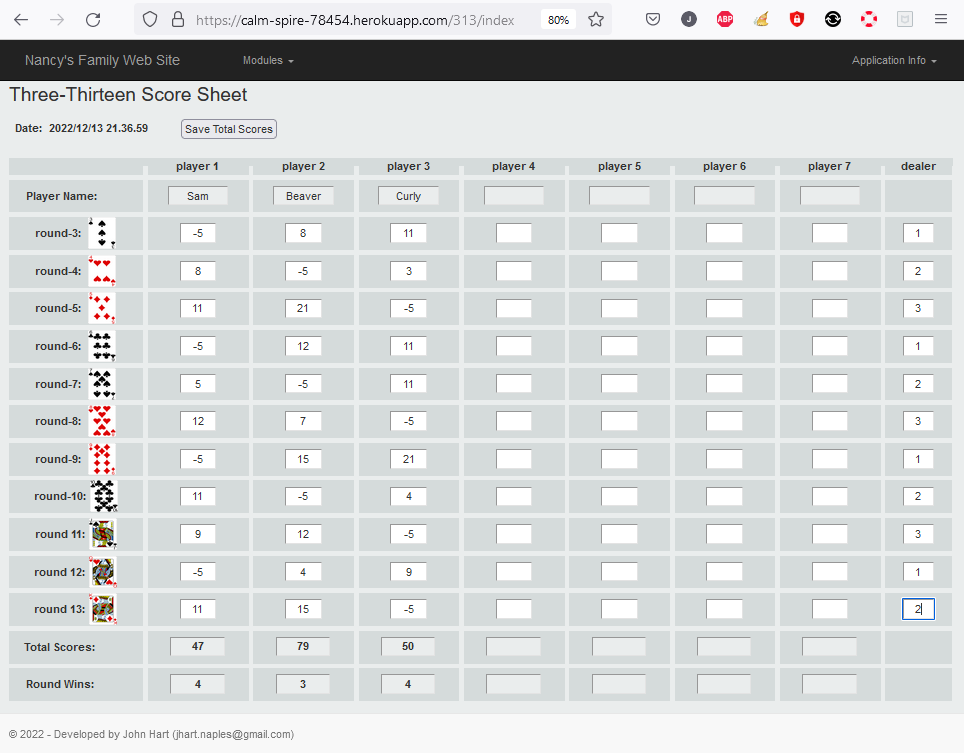 https://calm-spire-78454.herokuapp.com/313/index 80% J ABP
Nancy's Family Web Site Modules Application Info
Three-Thirteen Score Sheet
Date: 2022/12/13 21.36.59 Save Total Scores
player 1 player 2 player 3 player 4 player 5 player 6 player 7 dealer
Player Name: Sam Beaver Curly
round-3: -5 8 11 1
round-4: 8 -5 3 2
round-5: 11 21 -5 3
round-6: -5 12 11 1
round-7: 5 -5 11 2
round-8: 12 7 -5 3
round-9: -5 15 21 1
round-10: 11 -5 4 2
round 11: 9 12 -5 3
round 12: -5 4 9 1
round 13: 11 15 -5 2
Total Scores: 47 79 50
Round Wins: 4 3 4
© 2022 - Developed by John Hart (jhart.naples@gmail.com)